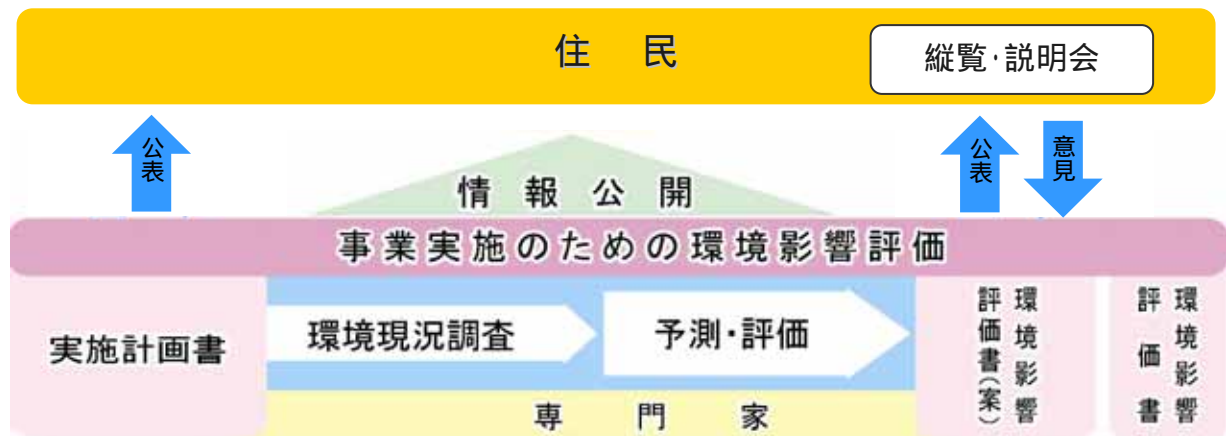 住　民
縦覧・説明会
公表
公表
意見
情報公開
事業実施のための環境影響評価
実施計画書
環境現況調査
予測・評価
環境影響
評価書（案）
環境影響
評価書
専門家